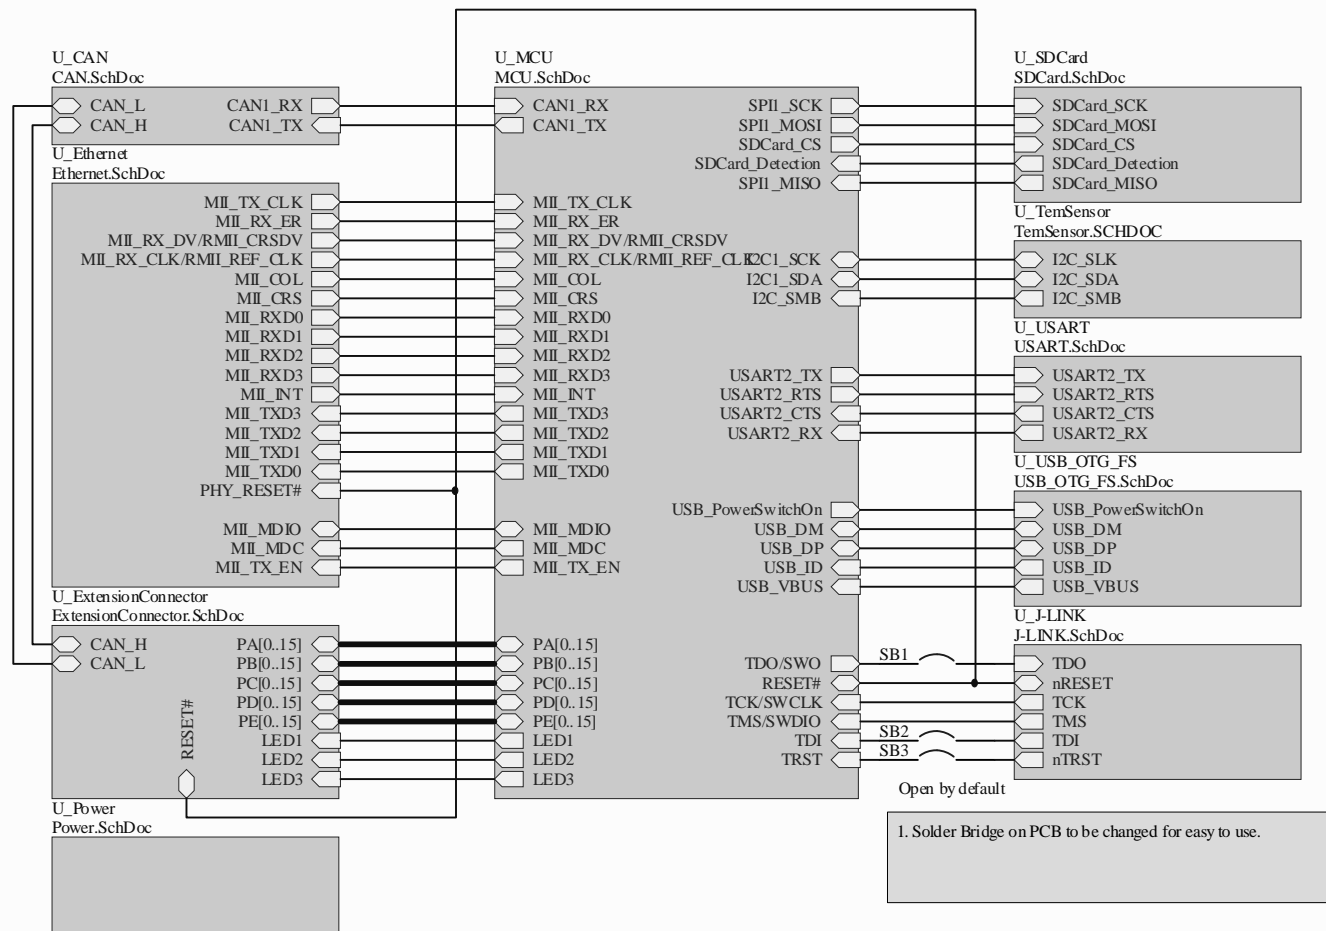 U_CAN
CAN.SchDoc
CAN_L CAN1_RX
CAN_H CAN1_TX
U_Ethernet
Ethernet.SchDoc
MII_TX_CLK
MII_RX_ER
MII_RX_DV/RMII_CRSDV
MII_RX_CLK/RMII_REF_CLK
MII_COL
MII_CRS
MII_RXD0
MII_RXD1
MII_RXD2
MII_RXD3
MII_INT
MII_TXD3
MII_TXD2
MII_TXD1
MII_TXD0
PHY_RESET#
MII_MDIO
MII_MDC
MII_TX_EN
U_ExtensionConnector
ExtensionConnector.SchDoc
CAN_H PA[0..15]
CAN_L PB[0..15]
PC[0..15]
PD[0..15]
PE[0..15]
LED1
LED2
LED3
RESET#
U_Power
Power.SchDoc
U_MCU
MCU.SchDoc
CAN1_RX SPI1_SCK
CAN1_TX SPI1_MOSI
SDCard_CS
SDCard_Detection
SPI1_MISO
MII_TX_CLK
MII_RX_ER
MII_RX_DV/RMII_CRSDV
MII_RX_CLK/RMII_REF_CLK I2C1_SCK
MII_COL I2C1_SDA
MII_CRS I2C_SMB
MII_RXD0
MII_RXD1
MII_RXD2
MII_RXD3 USART2_TX
MII_INT USART2_RTS
MII_TXD3 USART2_CTS
MII_TXD2 USART2_RX
MII_TXD1
MII_TXD0
USB_PowerSwitchOn
MII_MDIO USB_DM
MII_MDC USB_DP
MII_TX_EN USB_ID
USB_VBUS
PA[0..15]
PB[0..15] TDO/SWO
PC[0..15] RESET#
PD[0..15] TCK/SWCLK
PE[0..15] TMS/SWDIO
LED1 TDI
LED2 TRST
LED3
SB1
SB2
SB3
Open by default
U_SDCard
SDCard.SchDoc
SDCard_SCK
SDCard_MOSI
SDCard_CS
SDCard_Detection
SDCard_MISO
U_TemSensor
TemSensor.SCHDOC
I2C_SLK
I2C_SDA
I2C_SMB
U_USART
USART.SchDoc
USART2_TX
USART2_RTS
USART2_CTS
USART2_RX
U_USB_OTG_FS
USB_OTG_FS.SchDoc
USB_PowerSwitchOn
USB_DM
USB_DP
USB_ID
USB_VBUS
U_J-LINK
J-LINK.SchDoc
TDO
nRESET
TCK
TMS
TDI
nTRST
1. Solder Bridge on PCB to be changed for easy to use.